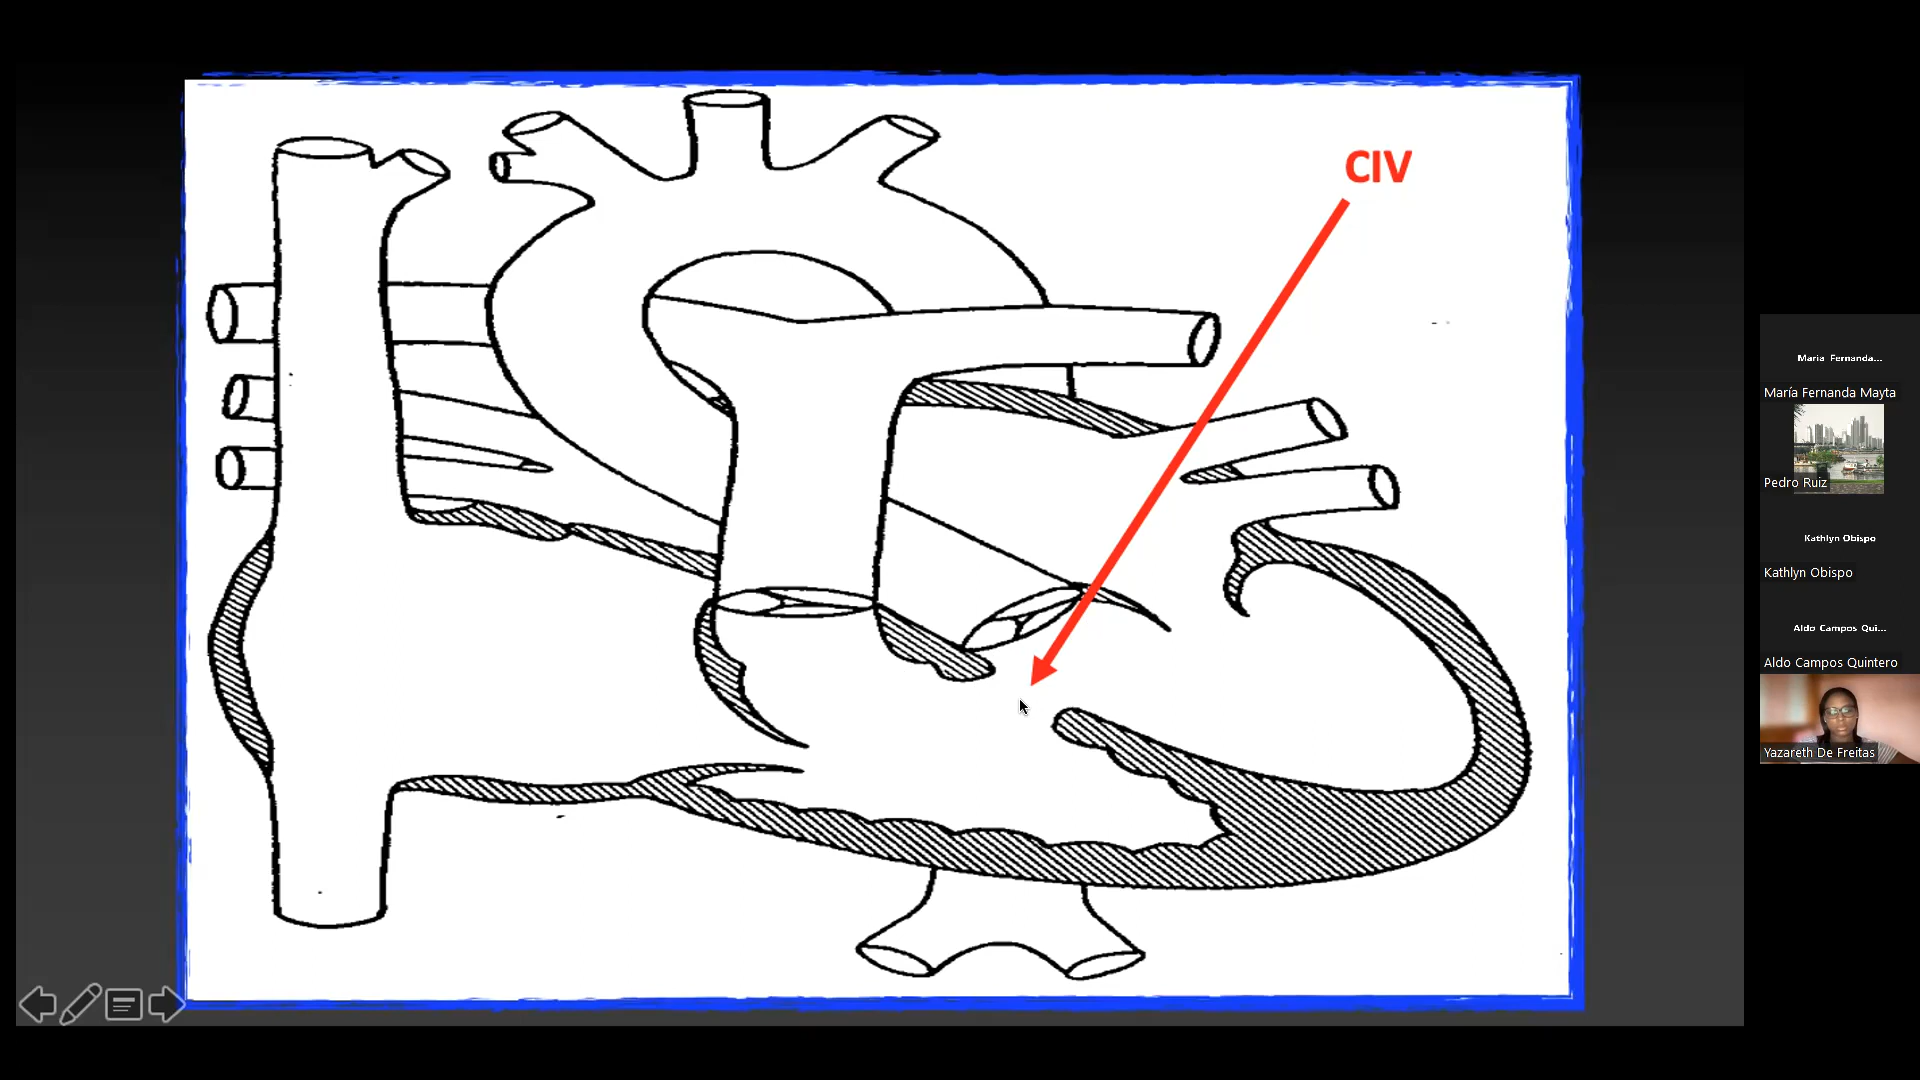 CIV
Maria Fernanda...
María Fernanda Mayta
Pedro Ruiz
Kathlyn Obispo
Kathlyn Obispo
Aldo Campos Qui...
Aldo Campos Quintero
Yazareth De Freitas